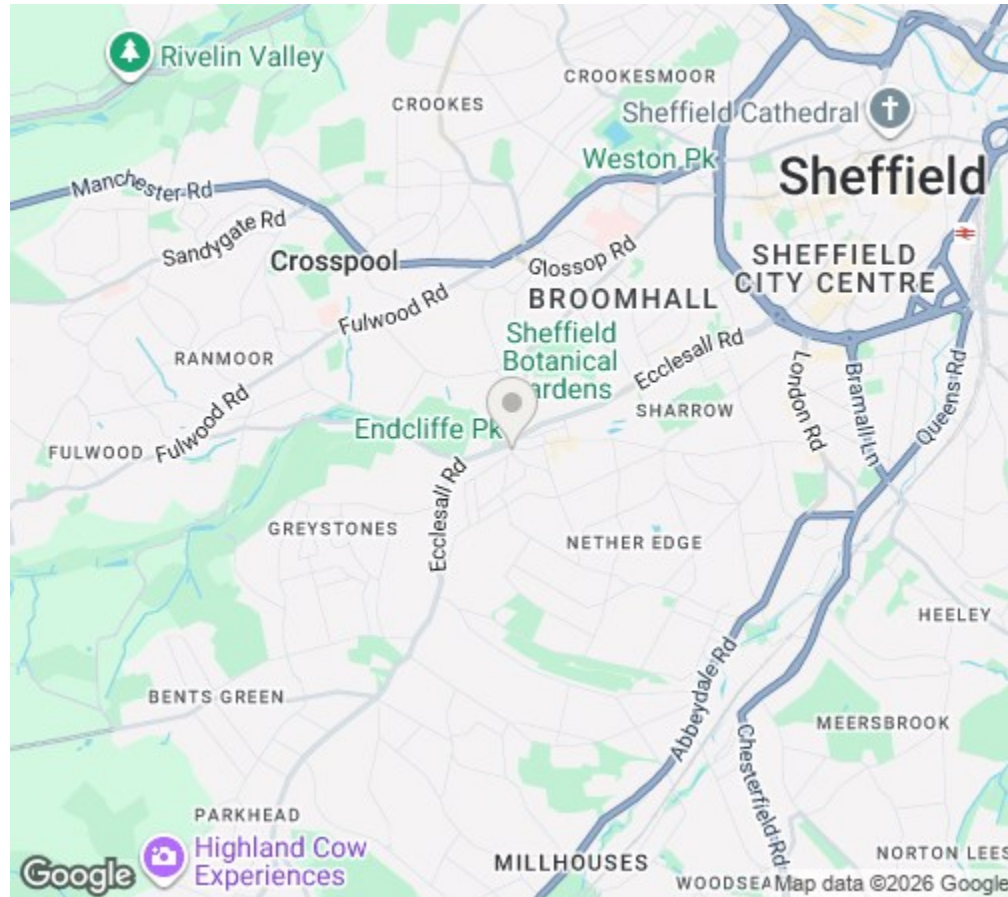 Rivelin Valley
CROOKESMOOR
CROOKES
Sheffield Cathedral
Weston Pk
Sheffield
Manchester Rd
Sandygate Rd
Crosspool
Glossop Rd
SHEFFIELD
CITY CENTRE
BROOMHALL
Fulwood Rd
Sheffield
Botanical
ardens
RANMOOR
Ecclesall Rd
London Rd
Bramall Ln
Queens Rd
SHARROW
Fulwood Rd
FULWOOD
Endcliffe Pk
Ecclesall Rd
GREYSTONES
NETHER EDGE
HEELEY
Abbeydale Rd
BENTS GREEN
MEERSBROOK
Chesterfield Rd
PARKHEAD
Highland Cow
Experiences
MILLHOUSES
NORTON LEES
WOODSEA
Google
Map data ©2026 Google